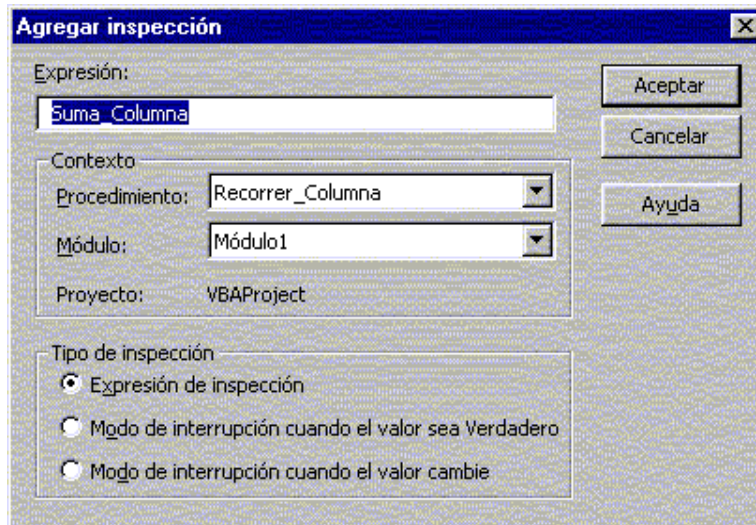 Agregar inspección
Expresión:
Aceptar
Suma_Columna
Cancelar
Contexto
Procedimiento: Recorrer_Columna
Ayuda
Módulo: Módulo1
Proyecto: VBAProject
Tipo de inspección
Expresión de inspección
Modo de interrupción cuando el valor sea Verdadero
Modo de interrupción cuando el valor cambie